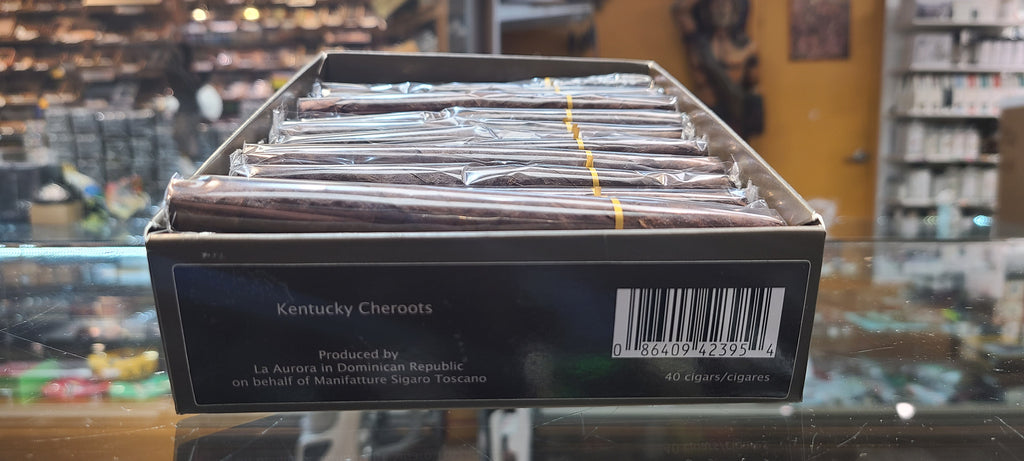 Kentucky Cheroots
Produced by
La Aurora in Dominican Republic
on behalf of Manifatture Sigaro Toscano
0 86409 42395 4
40 cigars/cigares